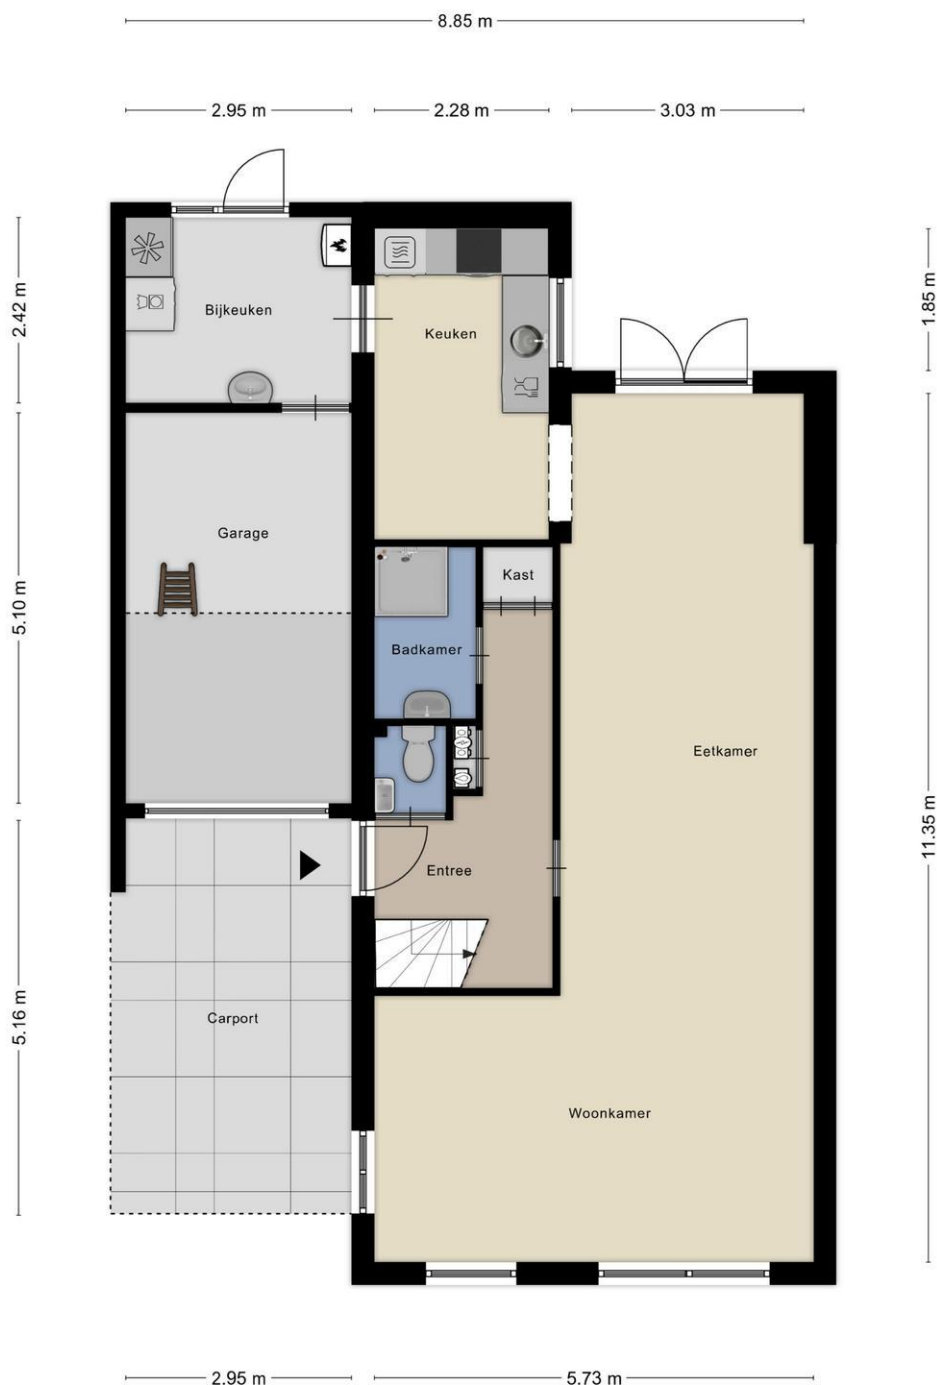 8.85 m
2.95 m
2.28 m
3.03 m
2.42 m
1.85 m
Bijkeuken
Keuken
Garage
Kast
5.10 m
Badkamer
Eetkamer
11.35 m
Entree
5.16 m
Carport
Woonkamer
2.95 m
5.73 m